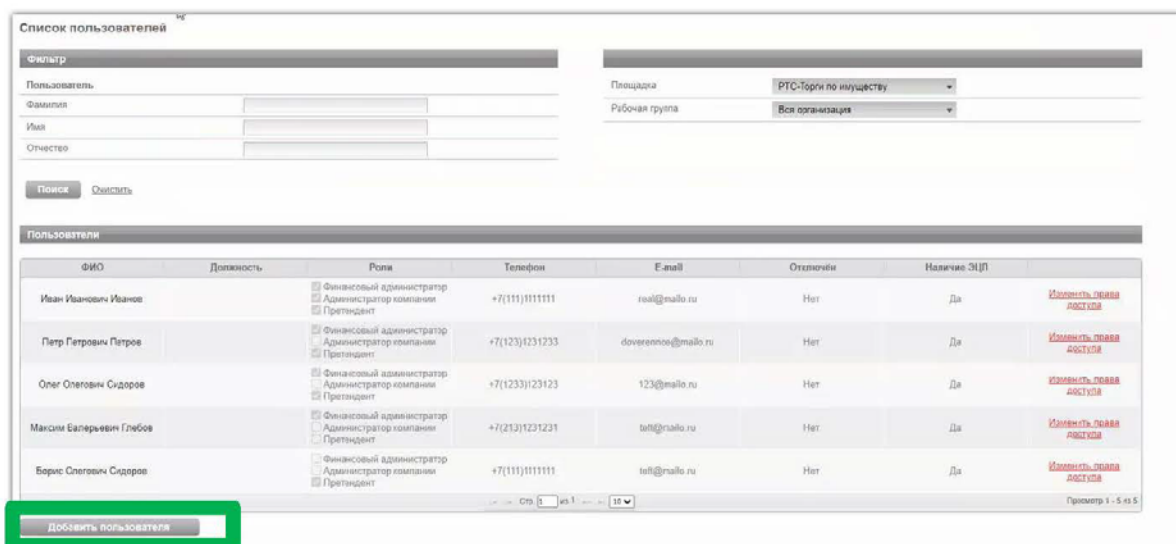 Список пользователей
Фильтр
Пользователь
Фамилия
Имя
Отчество
Площадка РТС-Торги по имуществу
Рабочая группа Вся организация
Поиск Очистить
Пользователи
ФИО Должность Роли Телефон E-mail Отключён Наличие ЭЦП
Иван Иванович Иванов Финансовый администратор Администратор компании Претендент +7(111)1111111 real@mailo.ru Нет Да Изменить права доступа
Петр Петрович Петров Финансовый администратор Администратор компании Претендент +7(123)1231233 doverennoe@mailo.ru Нет Да Изменить права доступа
Олег Олегович Сидоров Финансовый администратор Администратор компании Претендент +7(1233)123123 123@mailo.ru Нет Да Изменить права доступа
Максим Валерьевич Глебов Финансовый администратор Администратор компании Претендент +7(213)1231231 Нет Да Изменить права доступа
Борис Олегович Сидоров Финансовый администратор Администратор компании Претендент +7(111)1111111 Нет Да Изменить права доступа
Стр. 1 из 1 10 Просмотр 1 - 5 из 5
Добавить пользователя